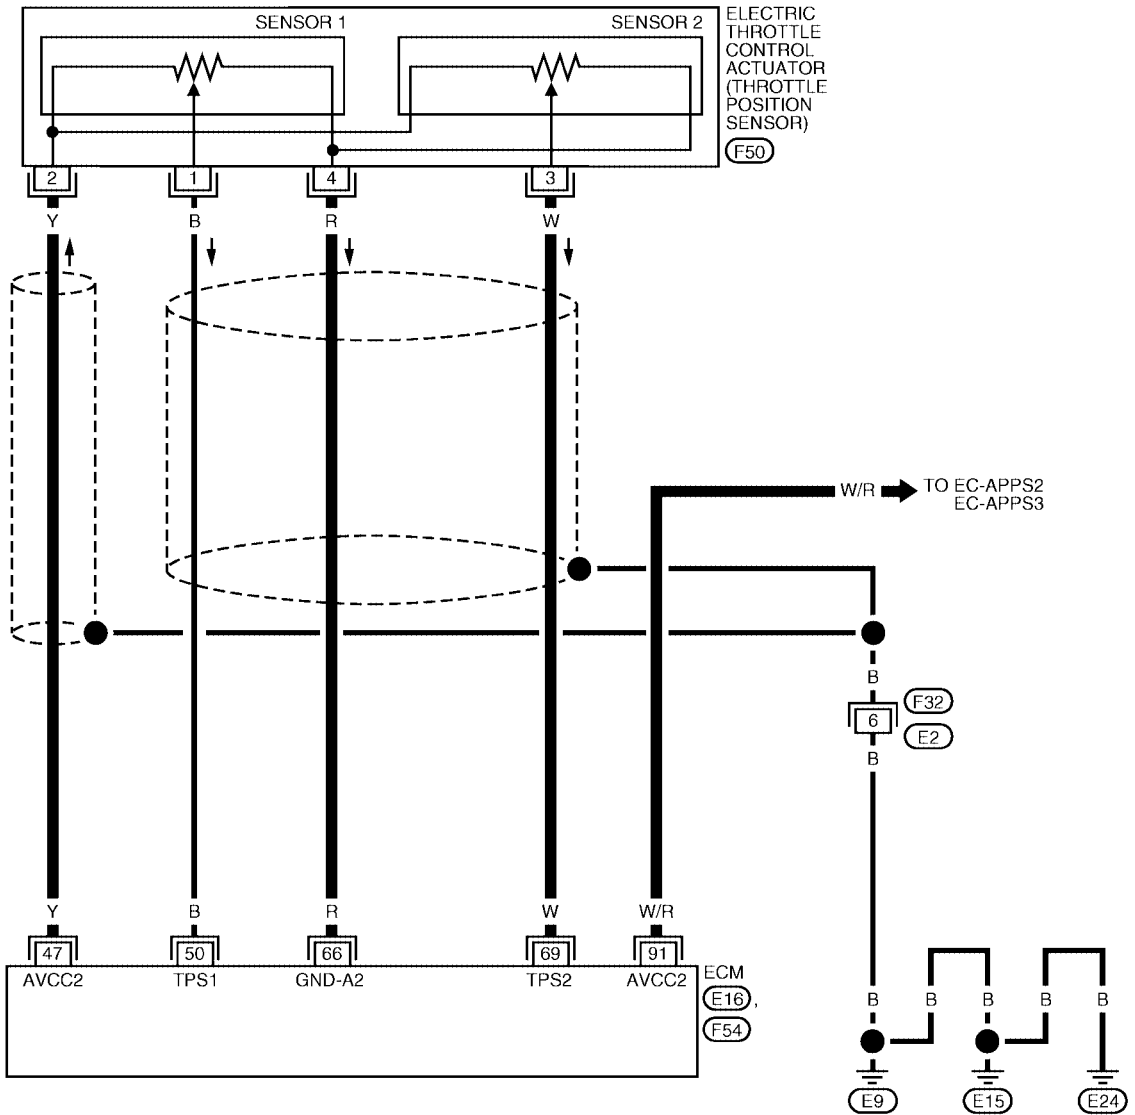 SENSOR 1
SENSOR 2
ELECTRIC
THROTTLE
CONTROL
ACTUATOR
(THROTTLE
POSITION
SENSOR)
F50
2
1
4
3
Y
B
R
W
W/R
TO EC-APPS2
EC-APPS3
B
F32
6
E2
B
Y
B
R
W
W/R
47
50
66
69
91
AVCC2
TPS1
GND-A2
TPS2
AVCC2
ECM
E16 ,
F54
B
B
B
B
B
E9
E15
E24